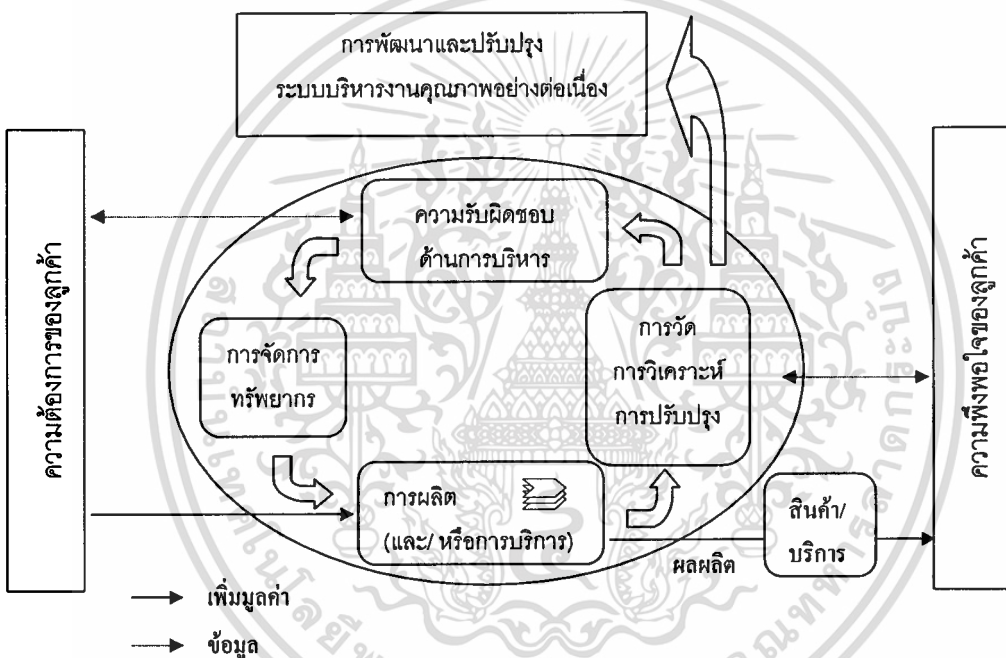 การพัฒนาและปรับปรุง
ระบบบริหารงานคุณภาพอย่างต่อเนื่อง
ความต้องการของลูกค้า
ความรับผิดชอบ
ด้านการบริหาร
การจัดการ
ทรัพยากร
การวัด
การวิเคราะห์
การปรับปรุง
ความพึงพอใจของลูกค้า
การผลิต
(และ/ หรือการบริการ)
ผลผลิต
สินค้า/
บริการ
เพิ่มมูลค่า
ข้อมูล